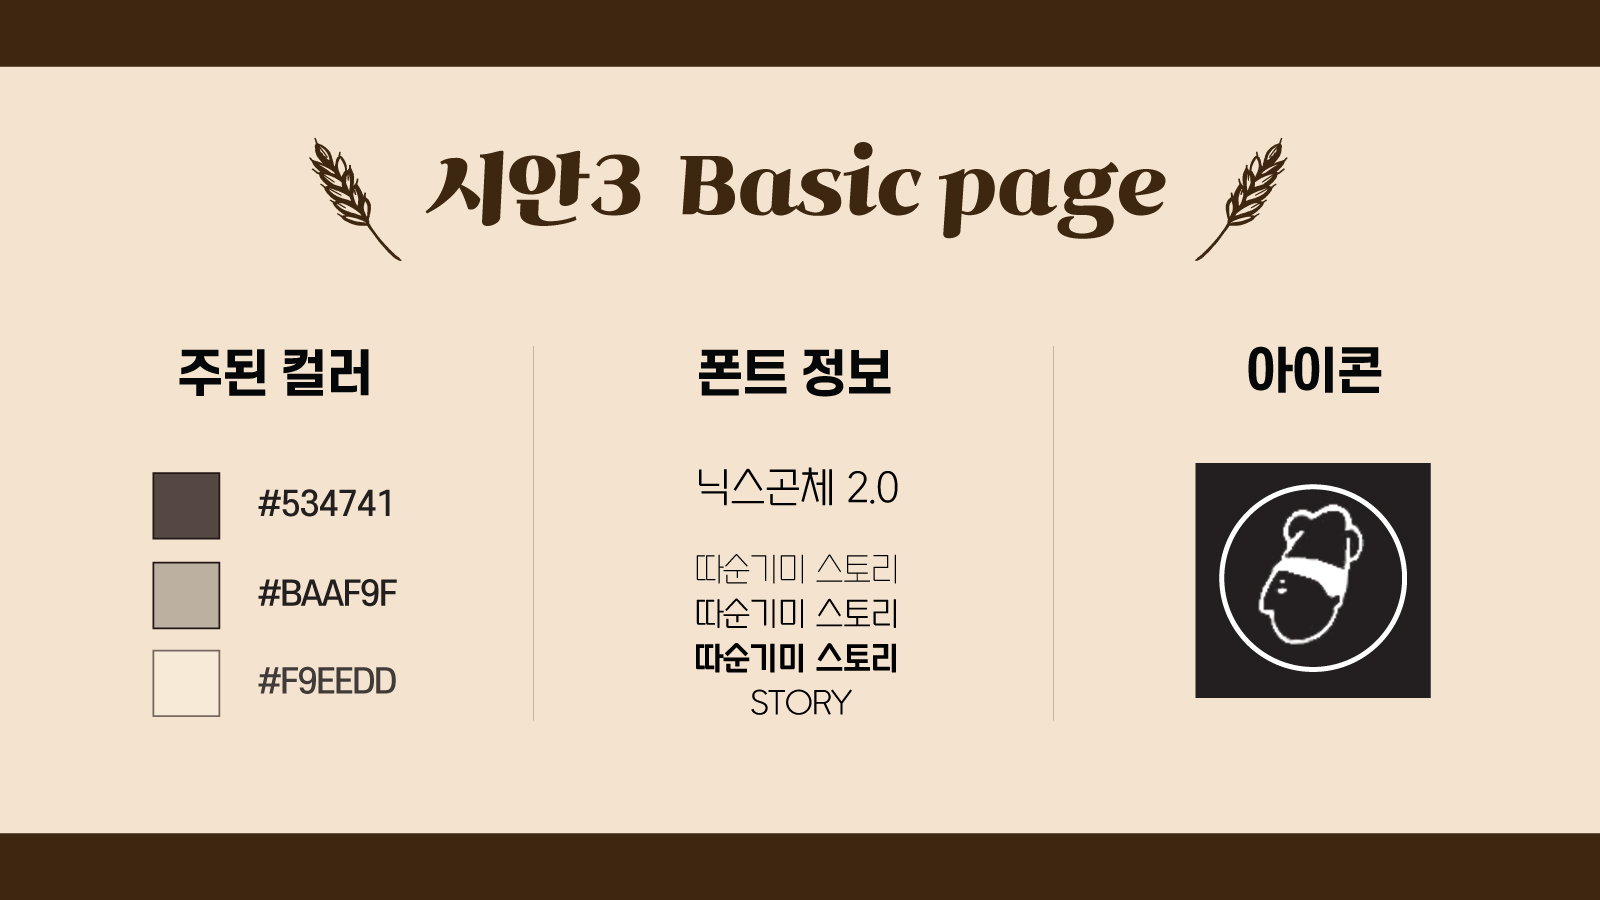 시안3 Basic page
주된 컬러
#534741
#BAAF9F
#F9EEDD
폰트 정보
닉스곤체 2.0
따순기미 스토리
따순기미 스토리
따순기미 스토리
STORY
아이콘